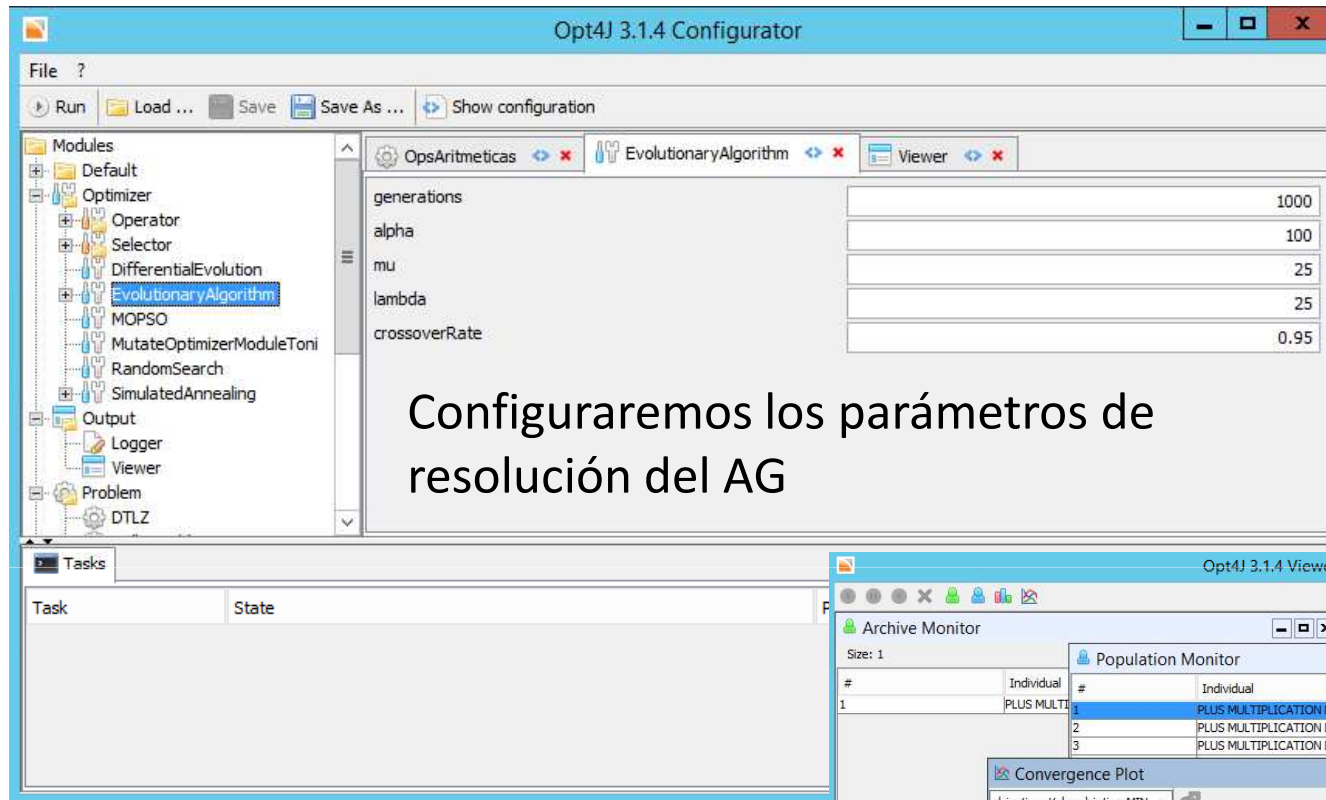 Opt4J 3.1.4 Configurator
File ?
Run Load ... Save Save As ... Show configuration
Modules
Default
Optimizer
Operator
Selector
DifferentialEvolution
EvolutionaryAlgorithm
MOPSO
MutateOptimizerModuleToni
RandomSearch
SimulatedAnnealing
Output
Logger
Viewer
Problem
DTLZ
OpsAritmeticas EvolutionaryAlgorithm Viewer
generations 1000
alpha 100
mu 25
lambda 25
crossoverRate 0.95
Configuraremos los parámetros de
resolución del AG
Tasks
Task State
Opt4J 3.1.4 Viewe
Archive Monitor
Size: 1
# Individual
1 PLUS MULTI
Population Monitor
# Individual
1 PLUS MULTIPLICATION
2 PLUS MULTIPLICATION
3 PLUS MULTIPLICATION
Convergence Plot